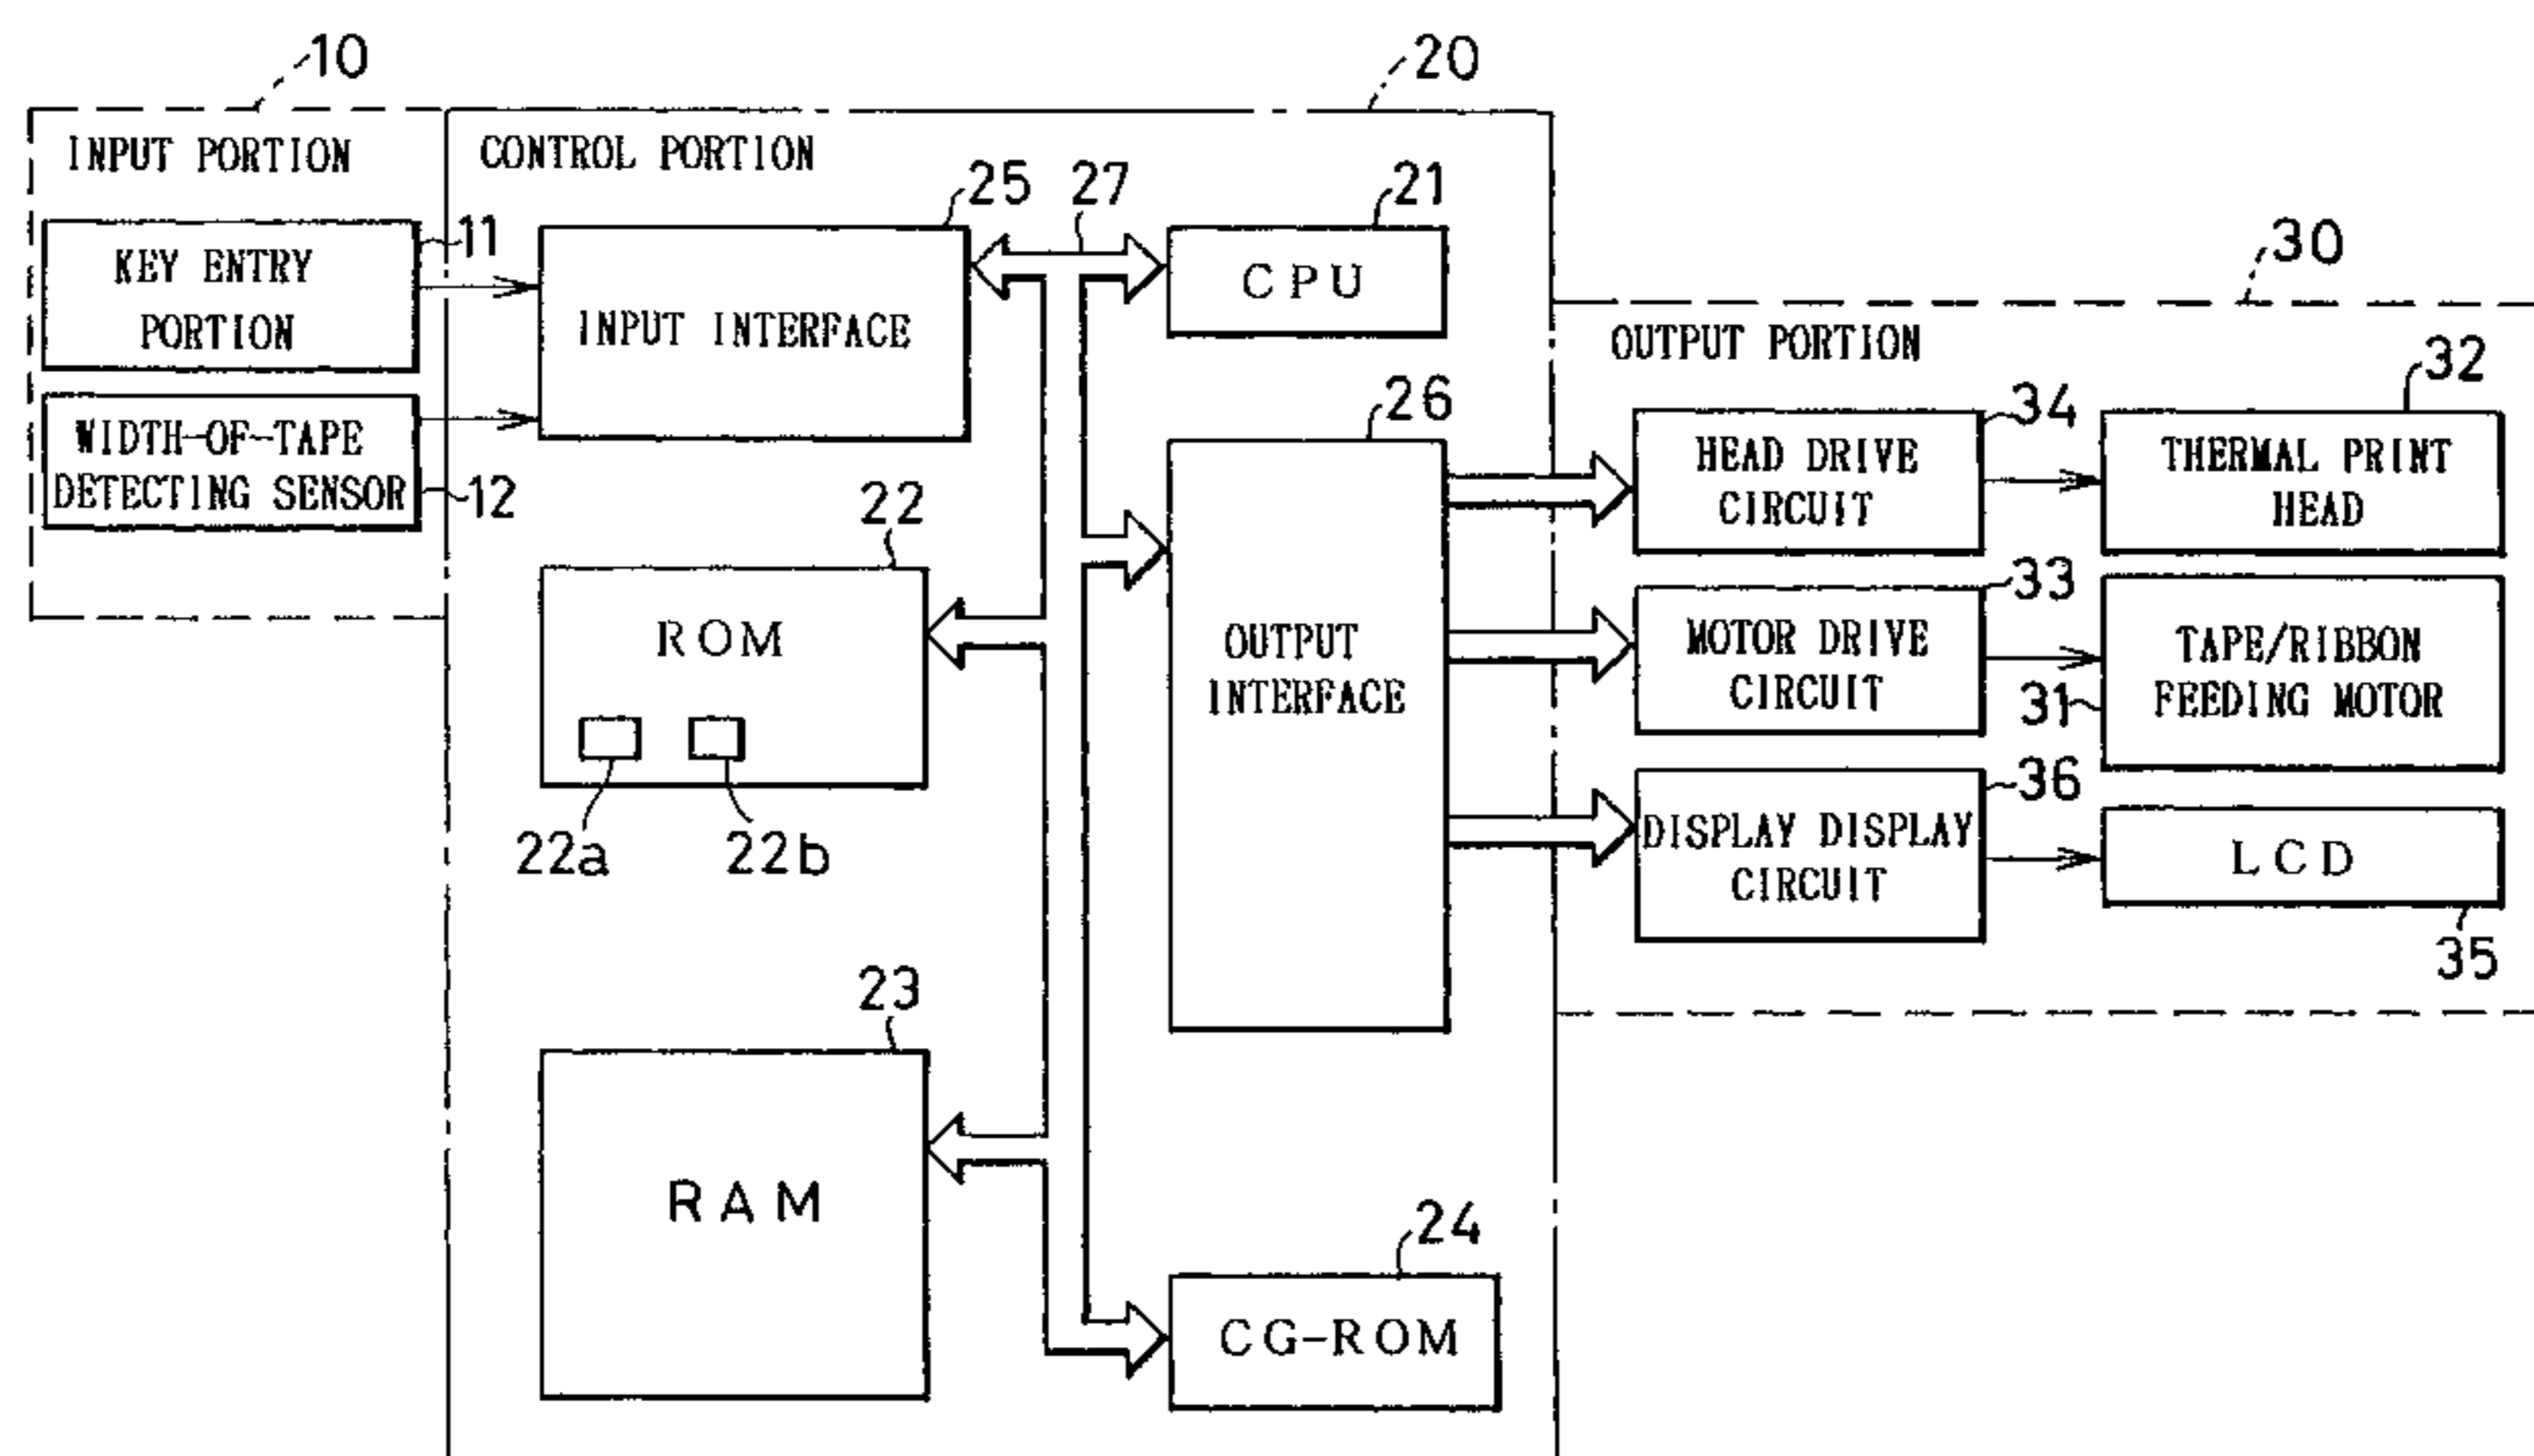 10
INPUT PORTION
KEY ENTRY
PORTION
11
WIDTH-OF-TAPE
DETECTING SENSOR
12
20
CONTROL PORTION
25
INPUT INTERFACE
27
21
CPU
22
ROM
22a
22b
26
OUTPUT
INTERFACE
23
RAM
24
CG-ROM
30
OUTPUT PORTION
34
HEAD DRIVE
CIRCUIT
32
THERMAL PRINT
HEAD
33
MOTOR DRIVE
CIRCUIT
31
TAPE/RIBBON
FEEDING MOTOR
36
DISPLAY DISPLAY
CIRCUIT
LCD
35